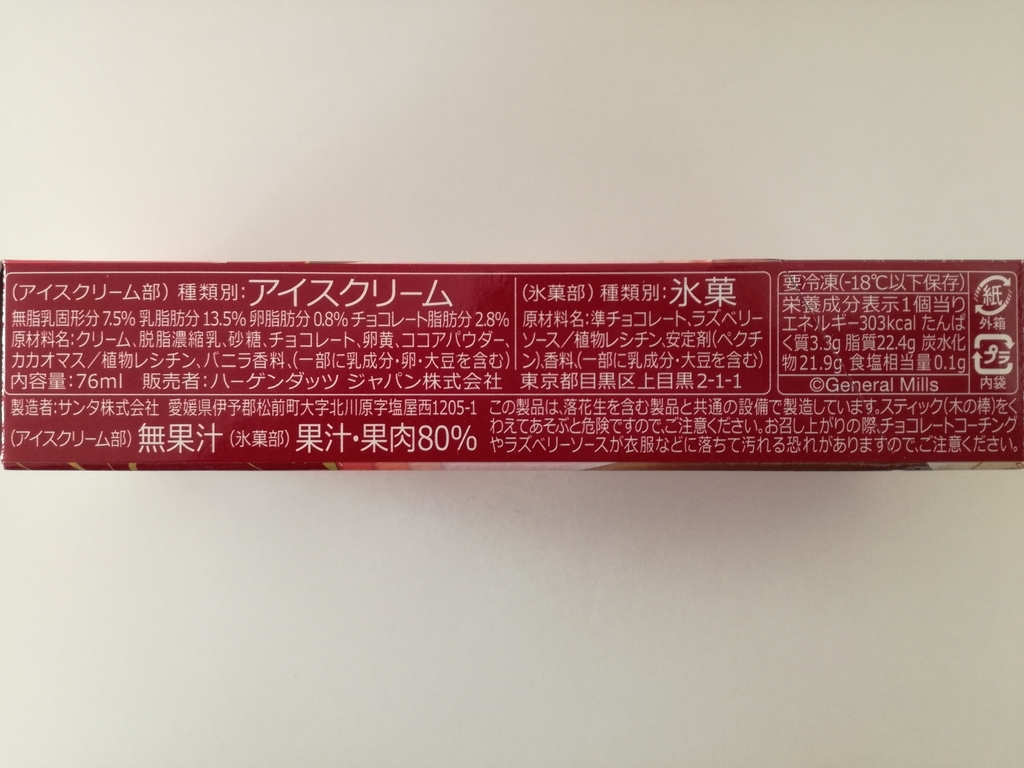 (アイスクリーム部) 種類別:アイスクリーム
無脂乳固形分 7.5% 乳脂肪分 13.5% 卵脂肪分 0.8% チョコレート脂肪分 2.8%
原材料名:クリーム、脱脂濃縮乳、砂糖、チョコレート、卵黄、ココアパウダー、
カカオマス/植物レシチン、バニラ香料、(一部に乳成分・卵・大豆を含む)
内容量:76ml 販売者:ハーゲンダッツ ジャパン株式会社
(氷菓部) 種類別:氷菓
原材料名:準チョコレート、ラズベリー
ソース/植物レシチン、安定剤(ペクチ
ン)、香料、(一部に乳成分・大豆を含む)
東京都目黒区上目黒2-1-1
要冷凍(-18℃以下保存)
栄養成分表示1個当り
エネルギー303kcal たんぱ
く質3.3g 脂質22.4g 炭水化
物21.9g 食塩相当量0.1g
©General Mills
紙
外箱
プラ
内袋
製造者:サンタ株式会社 愛媛県伊予郡松前町大字北川原字塩屋西1205-1
(アイスクリーム部) 無果汁 (氷菓部) 果汁・果肉80%
この製品は、落花生を含む製品と共通の設備で製造しています。スティック(木の棒)をく
わえてあそぶと危険ですので、ご注意ください。お召し上がりの際、チョコレートコーチング
やラズベリーソースが衣服などに落ちて汚れる恐れがありますので、ご注意ください。